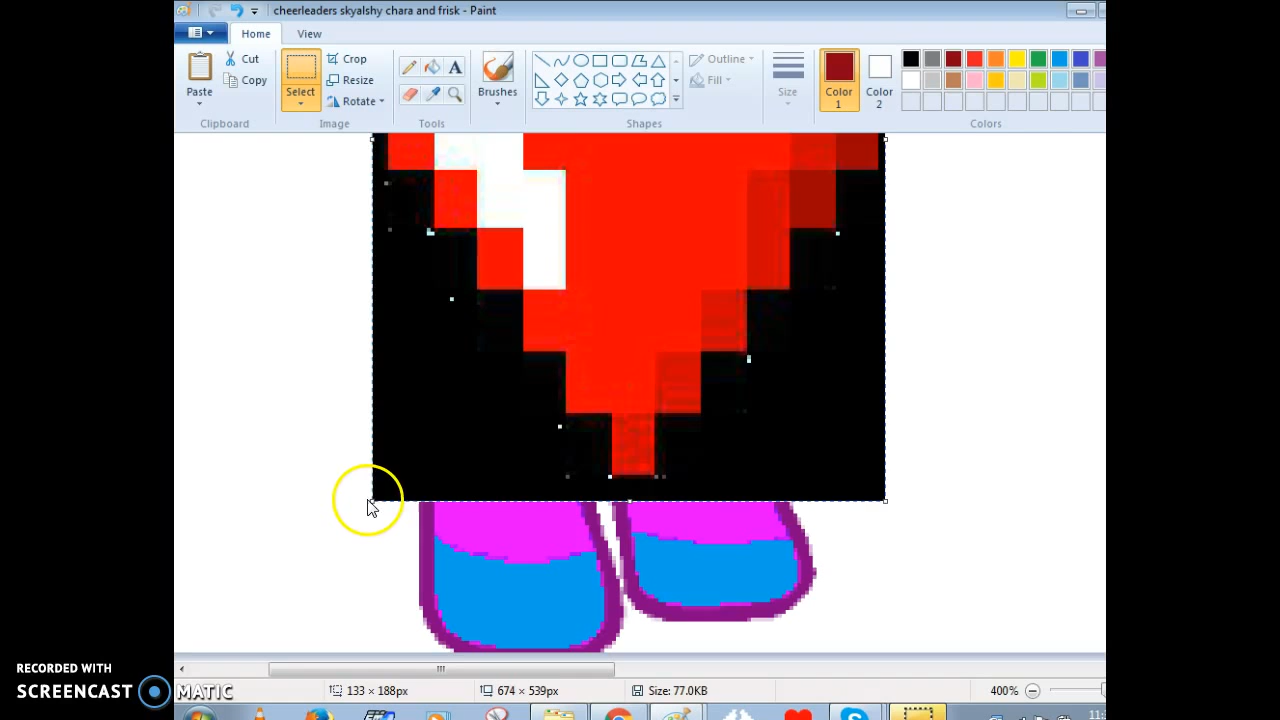 cheerleaders skyalshy chara and frisk - Paint
Home
View
Paste
Cut
Copy
Clipboard
Select
Crop
Resize
Rotate
Image
A
Tools
Brushes
Outline
Fill
Shapes
Size
Color
1
Color
2
Colors
RECORDED WITH
SCREENCAST MATIC
133 × 188px
674 × 539px
Size: 77.0KB
400%